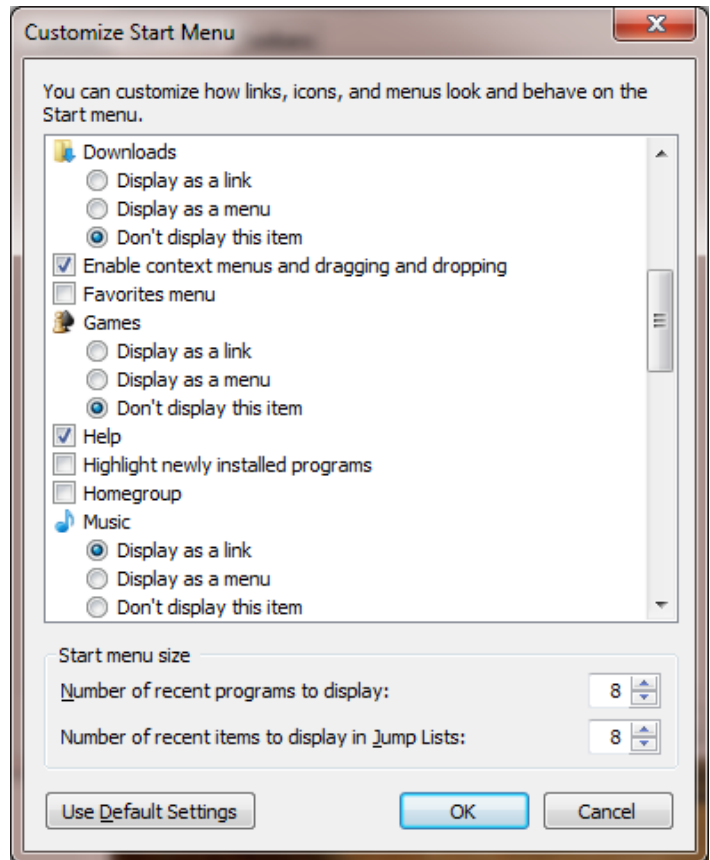 Customize Start Menu
You can customize how links, icons, and menus look and behave on the
Start menu.
Downloads
Display as a link
Display as a menu
Don't display this item
Enable context menus and dragging and dropping
Favorites menu
Games
Display as a link
Display as a menu
Don't display this item
Help
Highlight newly installed programs
Homegroup
Music
Display as a link
Display as a menu
Don't display this item
Start menu size
Number of recent programs to display: 8
Number of recent items to display in Jump Lists: 8
Use Default Settings OK Cancel